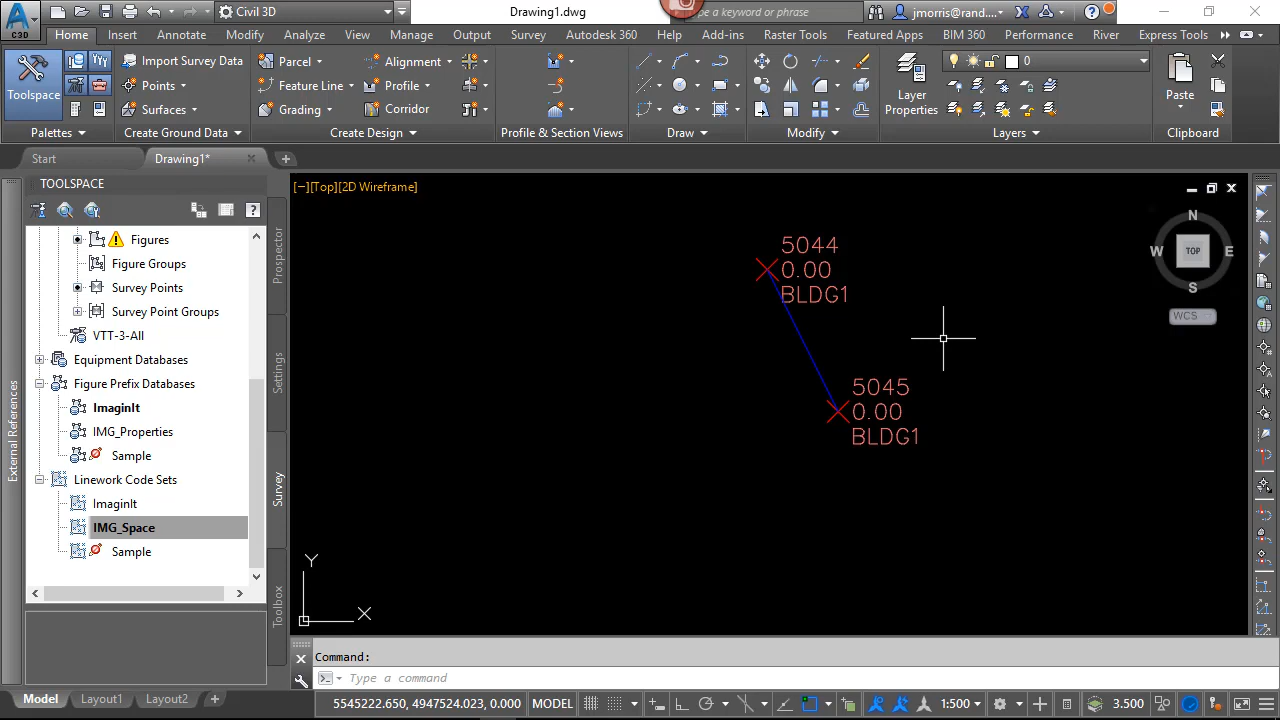 Civil 3D
Drawing1.dwg
pe a keyword or phrase
jmorris@rand....
C3D
Home Insert Annotate Modify Analyze View Manage Output Survey Autodesk 360 Help Add-ins Raster Tools Featured Apps BIM 360 Performance River Express Tools
Toolspace
Import Survey Data
Points
Surfaces
Parcel
Feature Line
Grading
Alignment
Profile
Corridor
Layer
Properties
0
Paste
Palettes
Create Ground Data
Create Design
Profile & Section Views
Draw
Modify
Layers
Clipboard
Start
Drawing1*
TOOLSPACE
Figures
Figure Groups
Survey Points
Survey Point Groups
VTT-3-All
Equipment Databases
Figure Prefix Databases
ImaginIt
IMG_Properties
Sample
Linework Code Sets
ImaginIt
IMG_Space
Sample
External References
Prospector
Settings
Survey
Toolbox
[−][Top][2D Wireframe]
5044
0.00
BLDG1
5045
0.00
BLDG1
N
W
TOP
E
S
WCS
Y
X
Command:
Type a command
Model Layout1 Layout2 +
5545222.650, 4947524.023, 0.000 MODEL
1:500
3.500